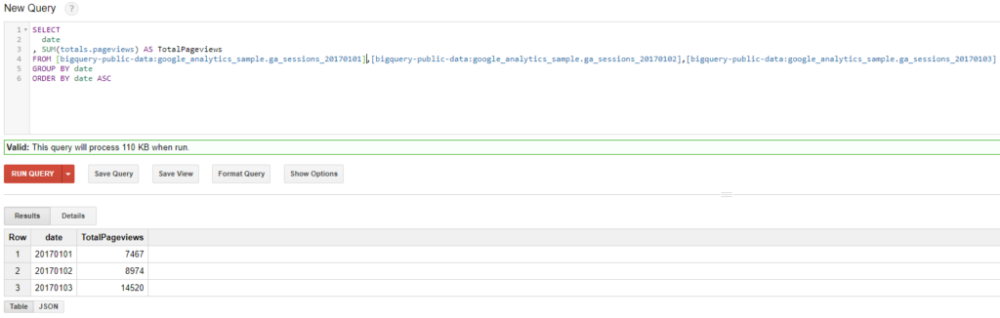 New Query ?
1 SELECT
2 date
3 , SUM(totals.pageviews) AS TotalPageviews
4 FROM [bigquery-public-data:google_analytics_sample.ga_sessions_20170101],[bigquery-public-data:google_analytics_sample.ga_sessions_20170102],[bigquery-public-data:google_analytics_sample.ga_sessions_20170103]
5 GROUP BY date
6 ORDER BY date ASC
Valid: This query will process 110 KB when run.
RUN QUERY Save Query Save View Format Query Show Options
Results Details
Row date TotalPageviews
1 20170101 7467
2 20170102 8974
3 20170103 14520
Table JSON